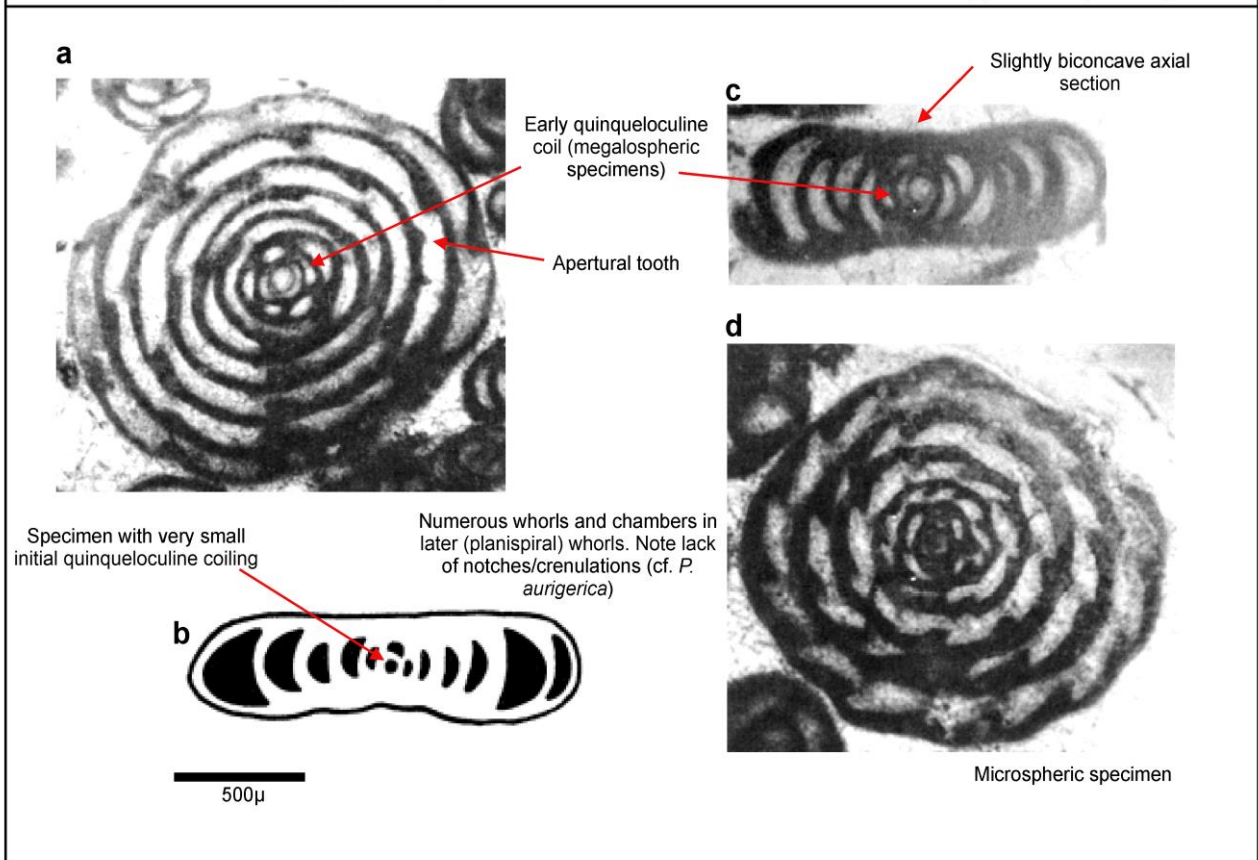 a
Early quinqueloculine
coil (megalospheric
specimens)
Apertural tooth
c
Slightly biconcave axial
section
d
Specimen with very small
initial quinqueloculine coiling
Numerous whorls and chambers in
later (planispiral) whorls. Note lack
of notches/crenulations (cf. P.
aurigerica)
b
500µ
Microspheric specimen